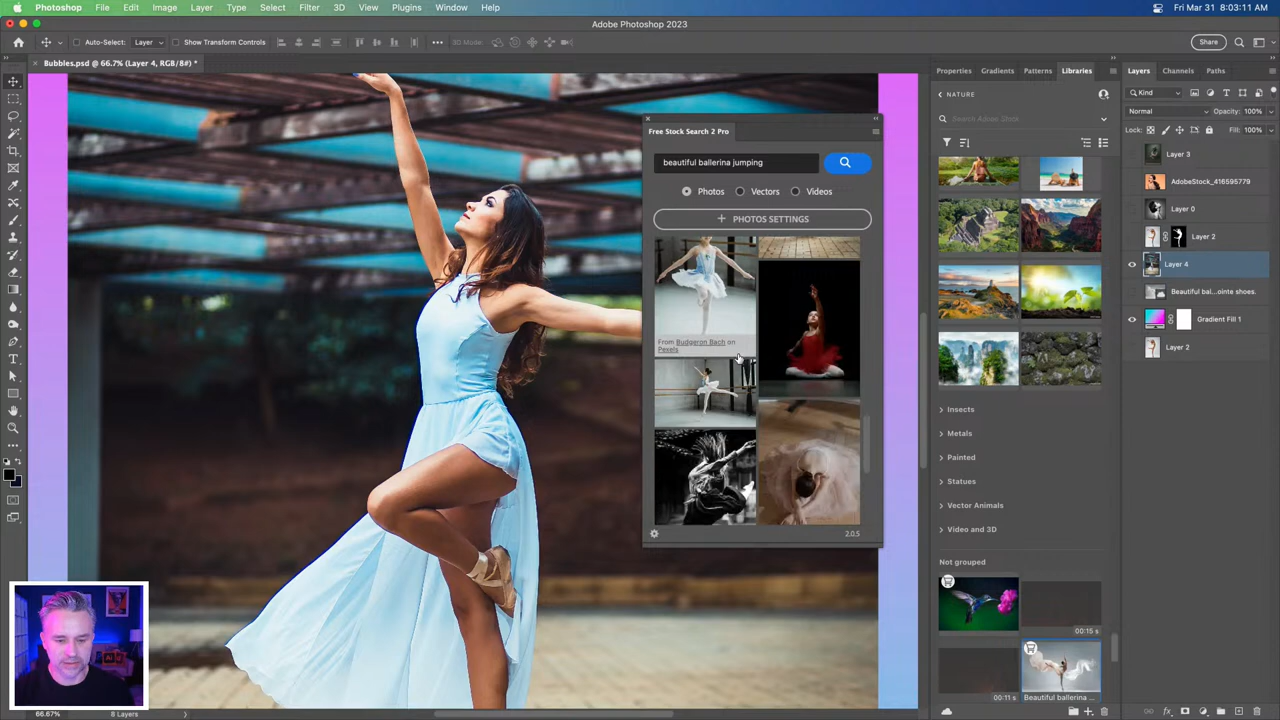 Photoshop File Edit Image Layer Type Select Filter 3D View Plugins Window Help Fri Mar 31 8:03:11 AM
Adobe Photoshop 2023
Auto-Select: Layer Show Transform Controls 3D Mode: Share
Bubbles.psd @ 66.7% (Layer 4, RGB/8#) *
Free Stock Search 2 Pro
beautiful ballerina jumping
Photos Vectors Videos
+ PHOTOS SETTINGS
From Budgeron Bach on
Pexels
2.0.5
Properties Gradients Patterns Libraries
NATURE
Search Adobe Stock
Insects
Metals
Painted
Statues
Vector Animals
Video and 3D
Not grouped
00:15 s
00:11 s
Beautiful ballerina ...
Layers Channels Paths
Kind
Normal Opacity: 100%
Lock: Fill: 100%
Layer 3
AdobeStock_416595779
Layer 0
Layer 2
Layer 4
Beautiful bal...ointe shoes.
Gradient Fill 1
Layer 2
66.67% 8 Layers